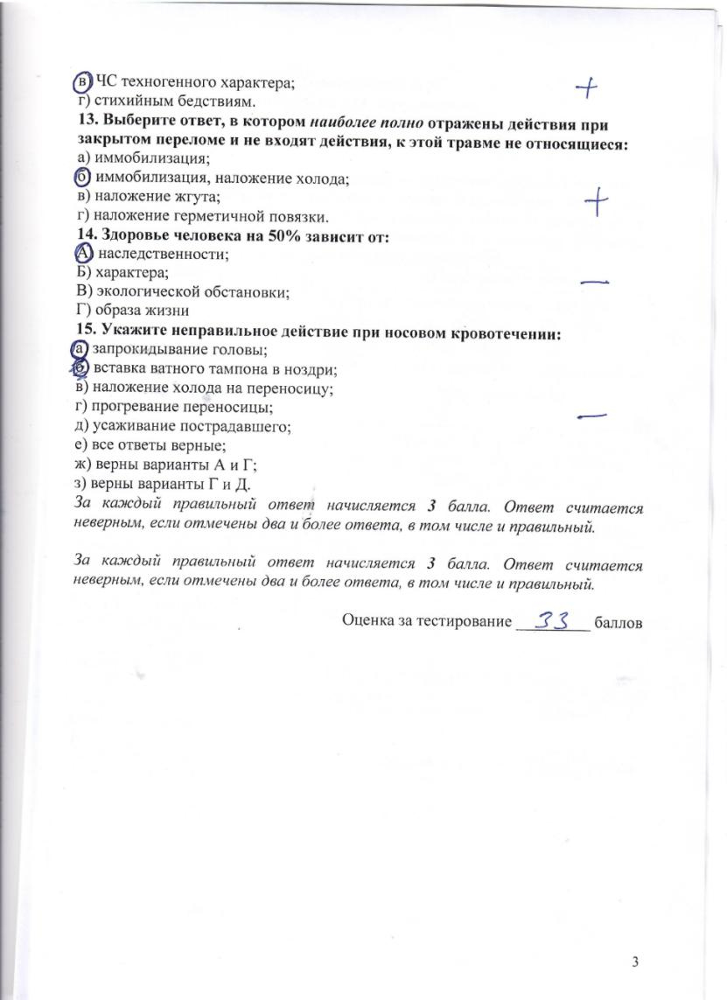 в) ЧС техногенного характера;
+
г) стихийным бедствиям.
13. Выберите ответ, в котором наиболее полно отражены действия при
закрытом переломе и не входят действия, к этой травме не относящиеся:
а) иммобилизация;
б) иммобилизация, наложение холода;
в) наложение жгута;
+
г) наложение герметичной повязки.
14. Здоровье человека на 50% зависит от:
А) наследственности;
Б) характера;
—
В) экологической обстановки;
Г) образа жизни
15. Укажите неправильное действие при носовом кровотечении:
а) запрокидывание головы;
б) вставка ватного тампона в ноздри;
в) наложение холода на переносицу;
г) прогревание переносицы;
—
д) усаживание пострадавшего;
е) все ответы верные;
ж) верны варианты А и Г;
з) верны варианты Г и Д.
За каждый правильный ответ начисляется 3 балла. Ответ считается
неверным, если отмечены два и более ответа, в том числе и правильный.
За каждый правильный ответ начисляется 3 балла. Ответ считается
неверным, если отмечены два и более ответа, в том числе и правильный.
Оценка за тестирование 33 баллов
3